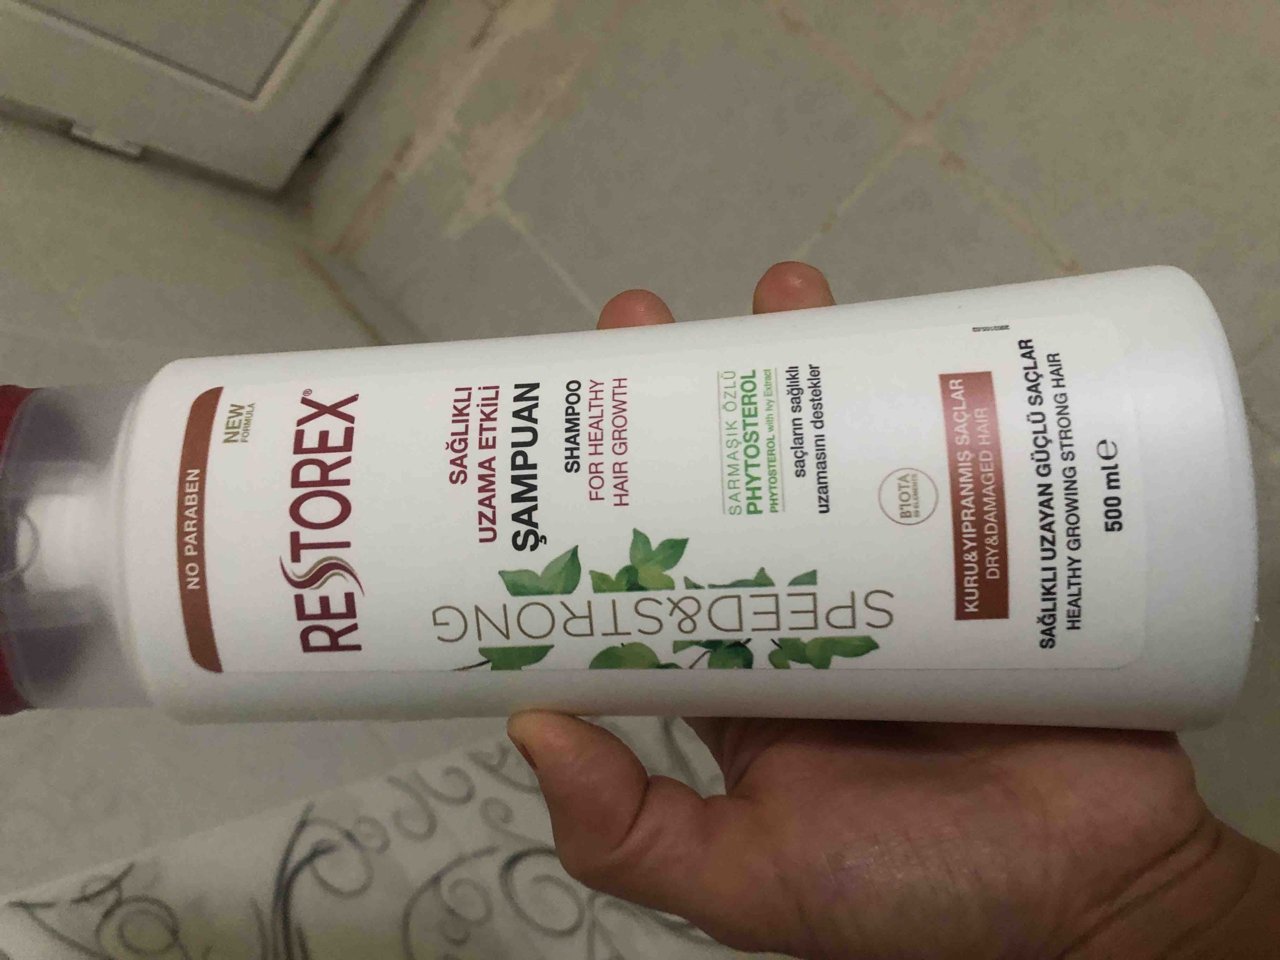 NO PARABEN
NEW
FORMULA
RESTOREX®
SAĞLIKLI
UZAMA ETKİLİ
ŞAMPUAN
SHAMPOO
FOR HEALTHY
HAIR GROWTH
SPEED&STRONG
SARMAŞIK ÖZLÜ
PHYTOSTEROL
PHYTOSTEROL with Ivy Extract
saçların sağlıklı
uzamasını destekler
B'IOTA
KURU&YIPRANMIŞ SAÇLAR
DRY&DAMAGED HAIR
SAĞLIKLI UZAYAN GÜÇLÜ SAÇLAR
HEALTHY GROWING STRONG HAIR
500 ml ℮